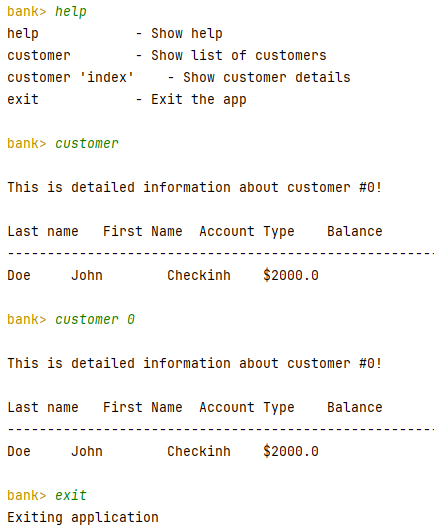 bank> help
help            - Show help
customer        - Show list of customers
customer 'index'    - Show customer details
exit            - Exit the app
bank> customer
This is detailed information about customer #0!
Last name   First Name  Account Type    Balance
------------------------------------------------------
Doe     John        Checkinh    $2000.0
bank> customer 0
This is detailed information about customer #0!
Last name   First Name  Account Type    Balance
------------------------------------------------------
Doe     John        Checkinh    $2000.0
bank> exit
Exiting application